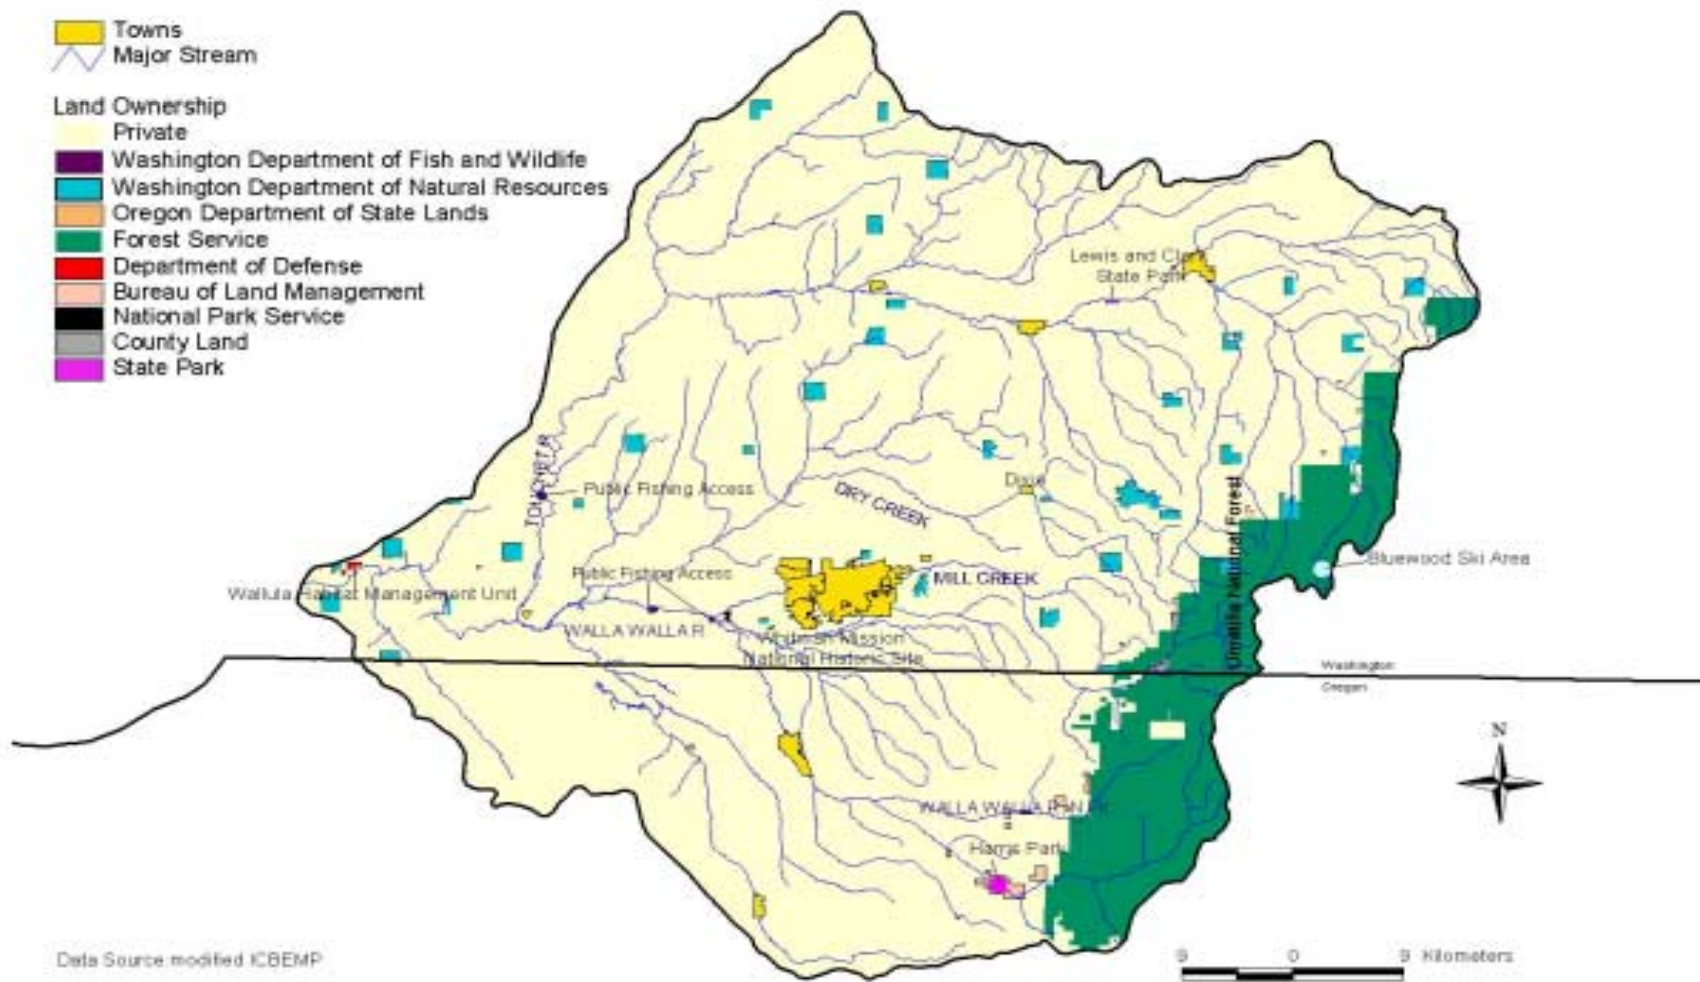 Towns
Major Stream
Land Ownership
Private
Washington Department of Fish and Wildlife
Washington Department of Natural Resources
Oregon Department of State Lands
Forest Service
Department of Defense
Bureau of Land Management
National Park Service
County Land
State Park
Lewis and Clark
State Park
TOUCHET R
Public Fishing Access
DRY CREEK
Dixie
Umatilla National Forest
Bluewood Ski Area
Public Fishing Access
MILL CREEK
Wallula Habitat Management Unit
WALLA WALLA R
Whitman Mission
National Historic Site
Washington
Oregon
N
WALLA WALLA R N FK
Harris Park
Data Source modified ICBEMP
9 0 9 Kilometers